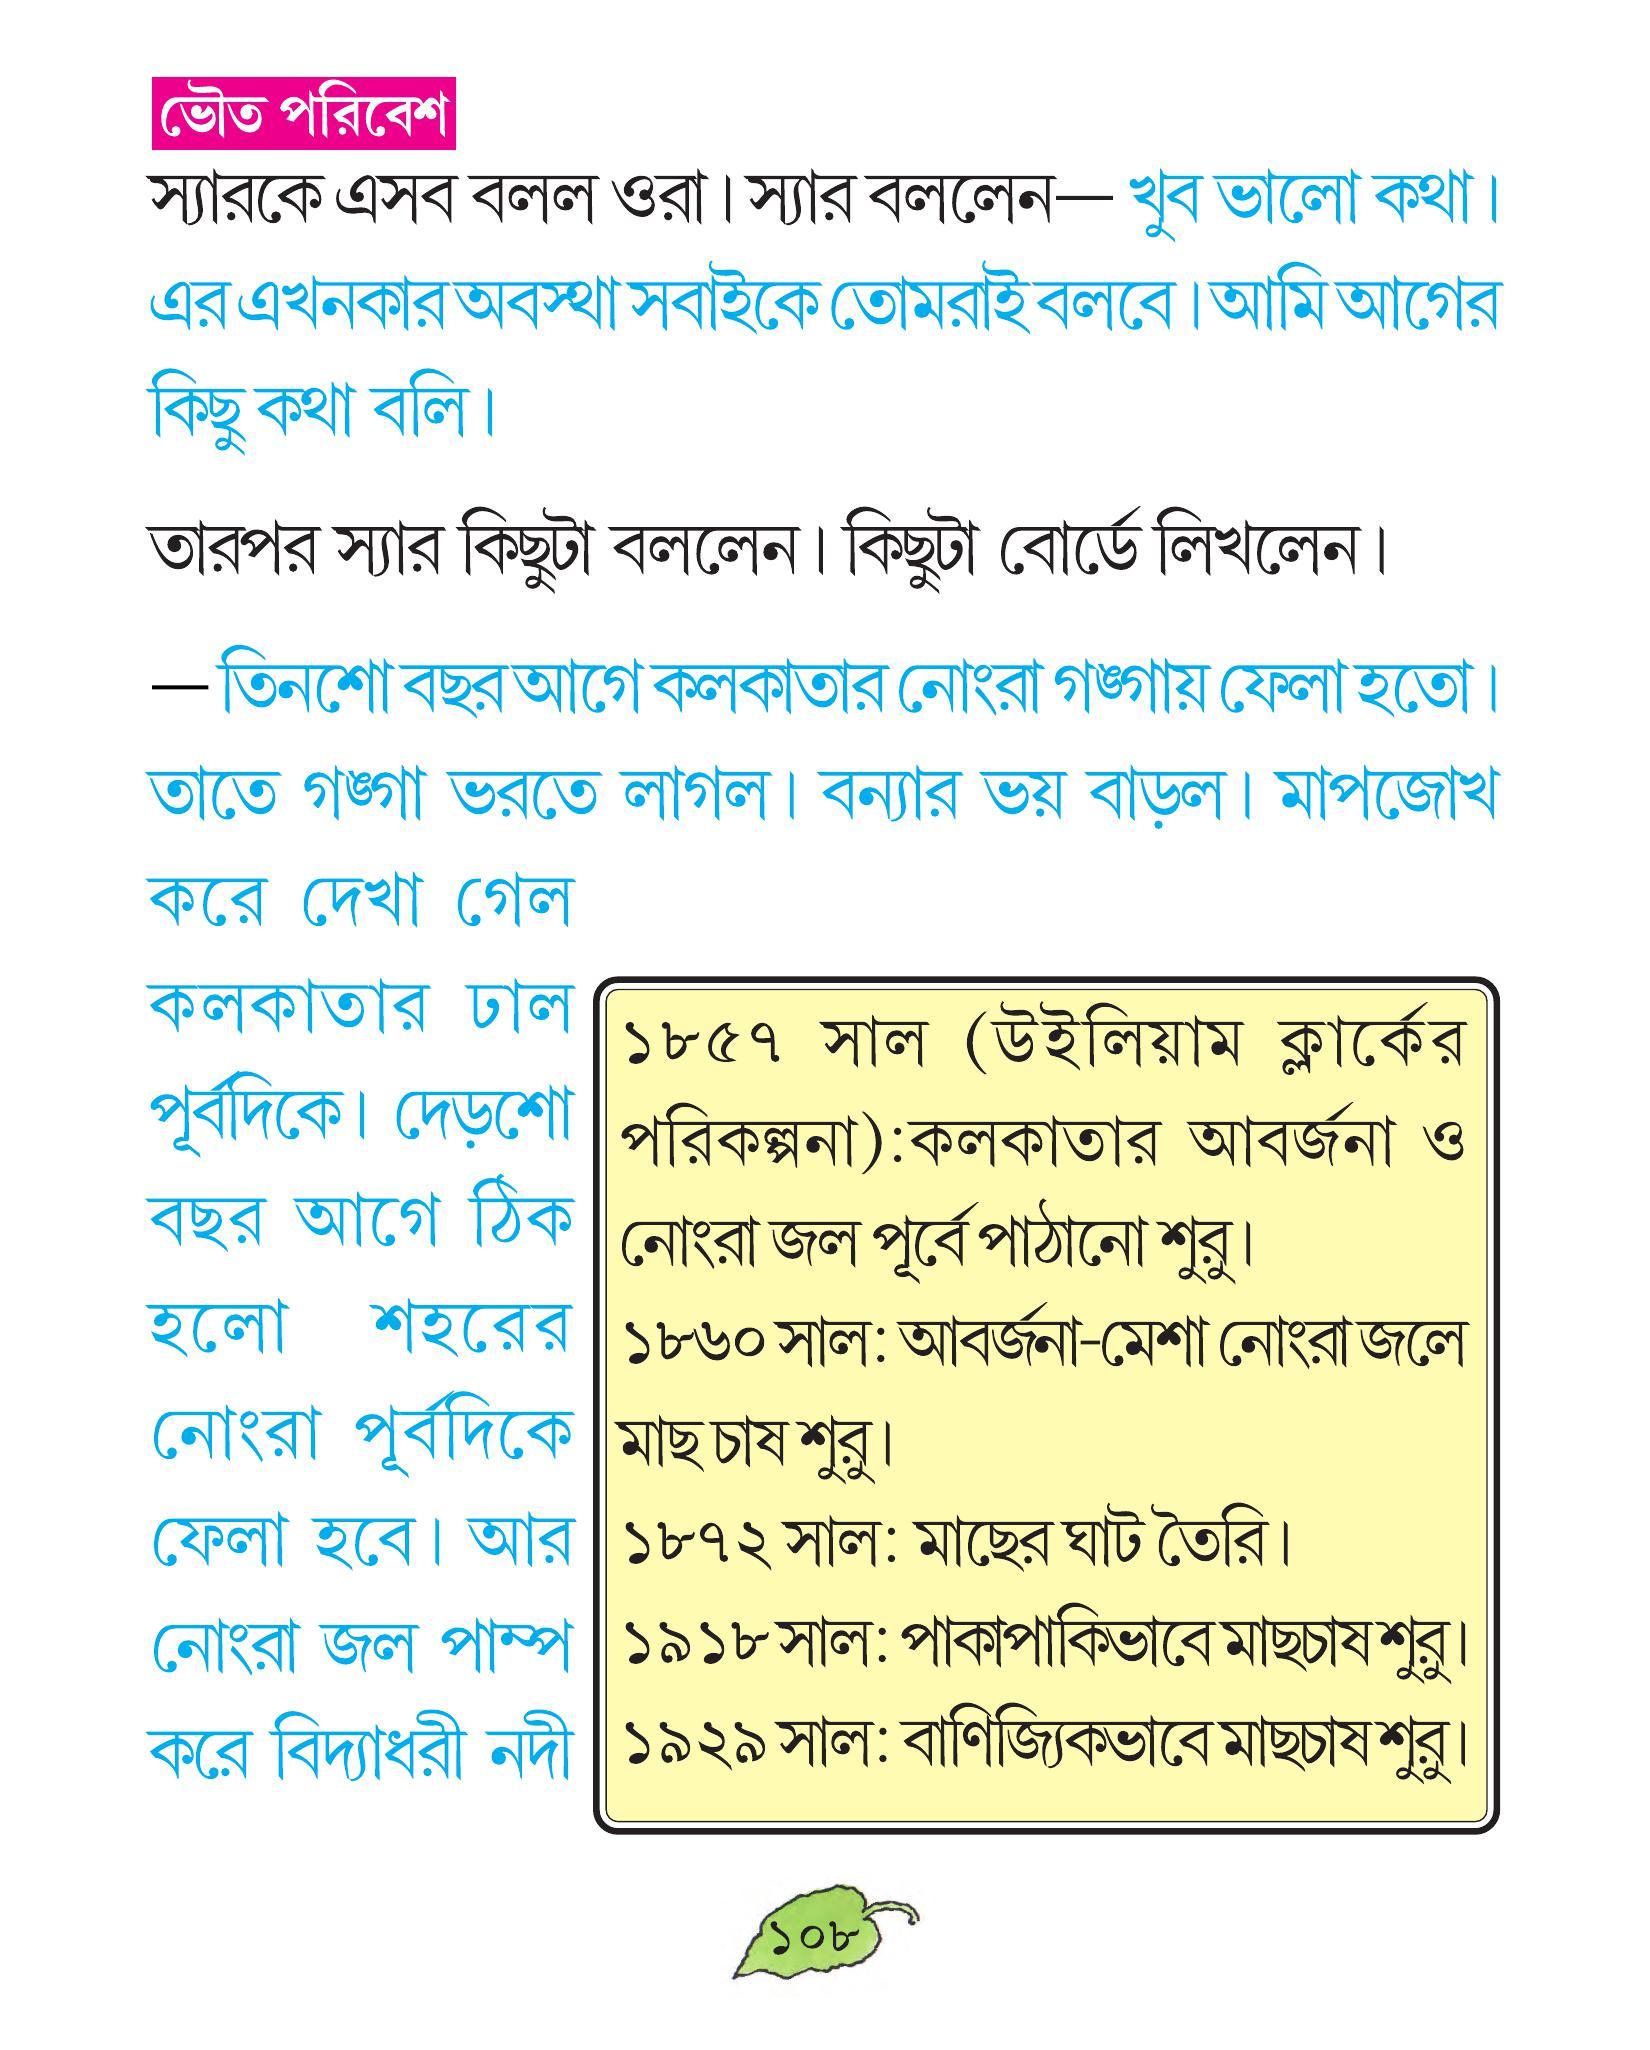 ভৌত পরিবেশ
স্যারকে এসব বলল ওরা। স্যার বললেন— খুব ভালো কথা।
এর এখনকার অবস্থা সবাইকে তোমরাই বলবে। আমি আগের
কিছু কথা বলি।
তারপর স্যার কিছুটা বললেন। কিছুটা বোর্ডে লিখলেন।
— তিনশো বছর আগে কলকাতার নোংরা গঙ্গায় ফেলা হতো।
তাতে গঙ্গা ভরতে লাগল। বন্যার ভয় বাড়ল। মাপজোখ
করে দেখা গেল
কলকাতার ঢাল
পূর্বদিকে। দেড়শো
বছর আগে ঠিক
হলো শহরের
নোংরা পূর্বদিকে
ফেলা হবে। আর
নোংরা জল পাম্প
করে বিদ্যাধরী নদী
১৮৫৭ সাল (উইলিয়াম ক্লার্কের
পরিকল্পনা):কলকাতার আবর্জনা ও
নোংরা জল পূর্বে পাঠানো শুরু।
১৮৬০ সাল: আবর্জনা-মেশা নোংরা জলে
মাছ চাষ শুরু।
১৮৭২ সাল: মাছের ঘাট তৈরি।
১৯১৮ সাল: পাকাপাকিভাবে মাছচাষ শুরু।
১৯২৯ সাল: বাণিজ্যিকভাবে মাছচাষ শুরু।
১০৮